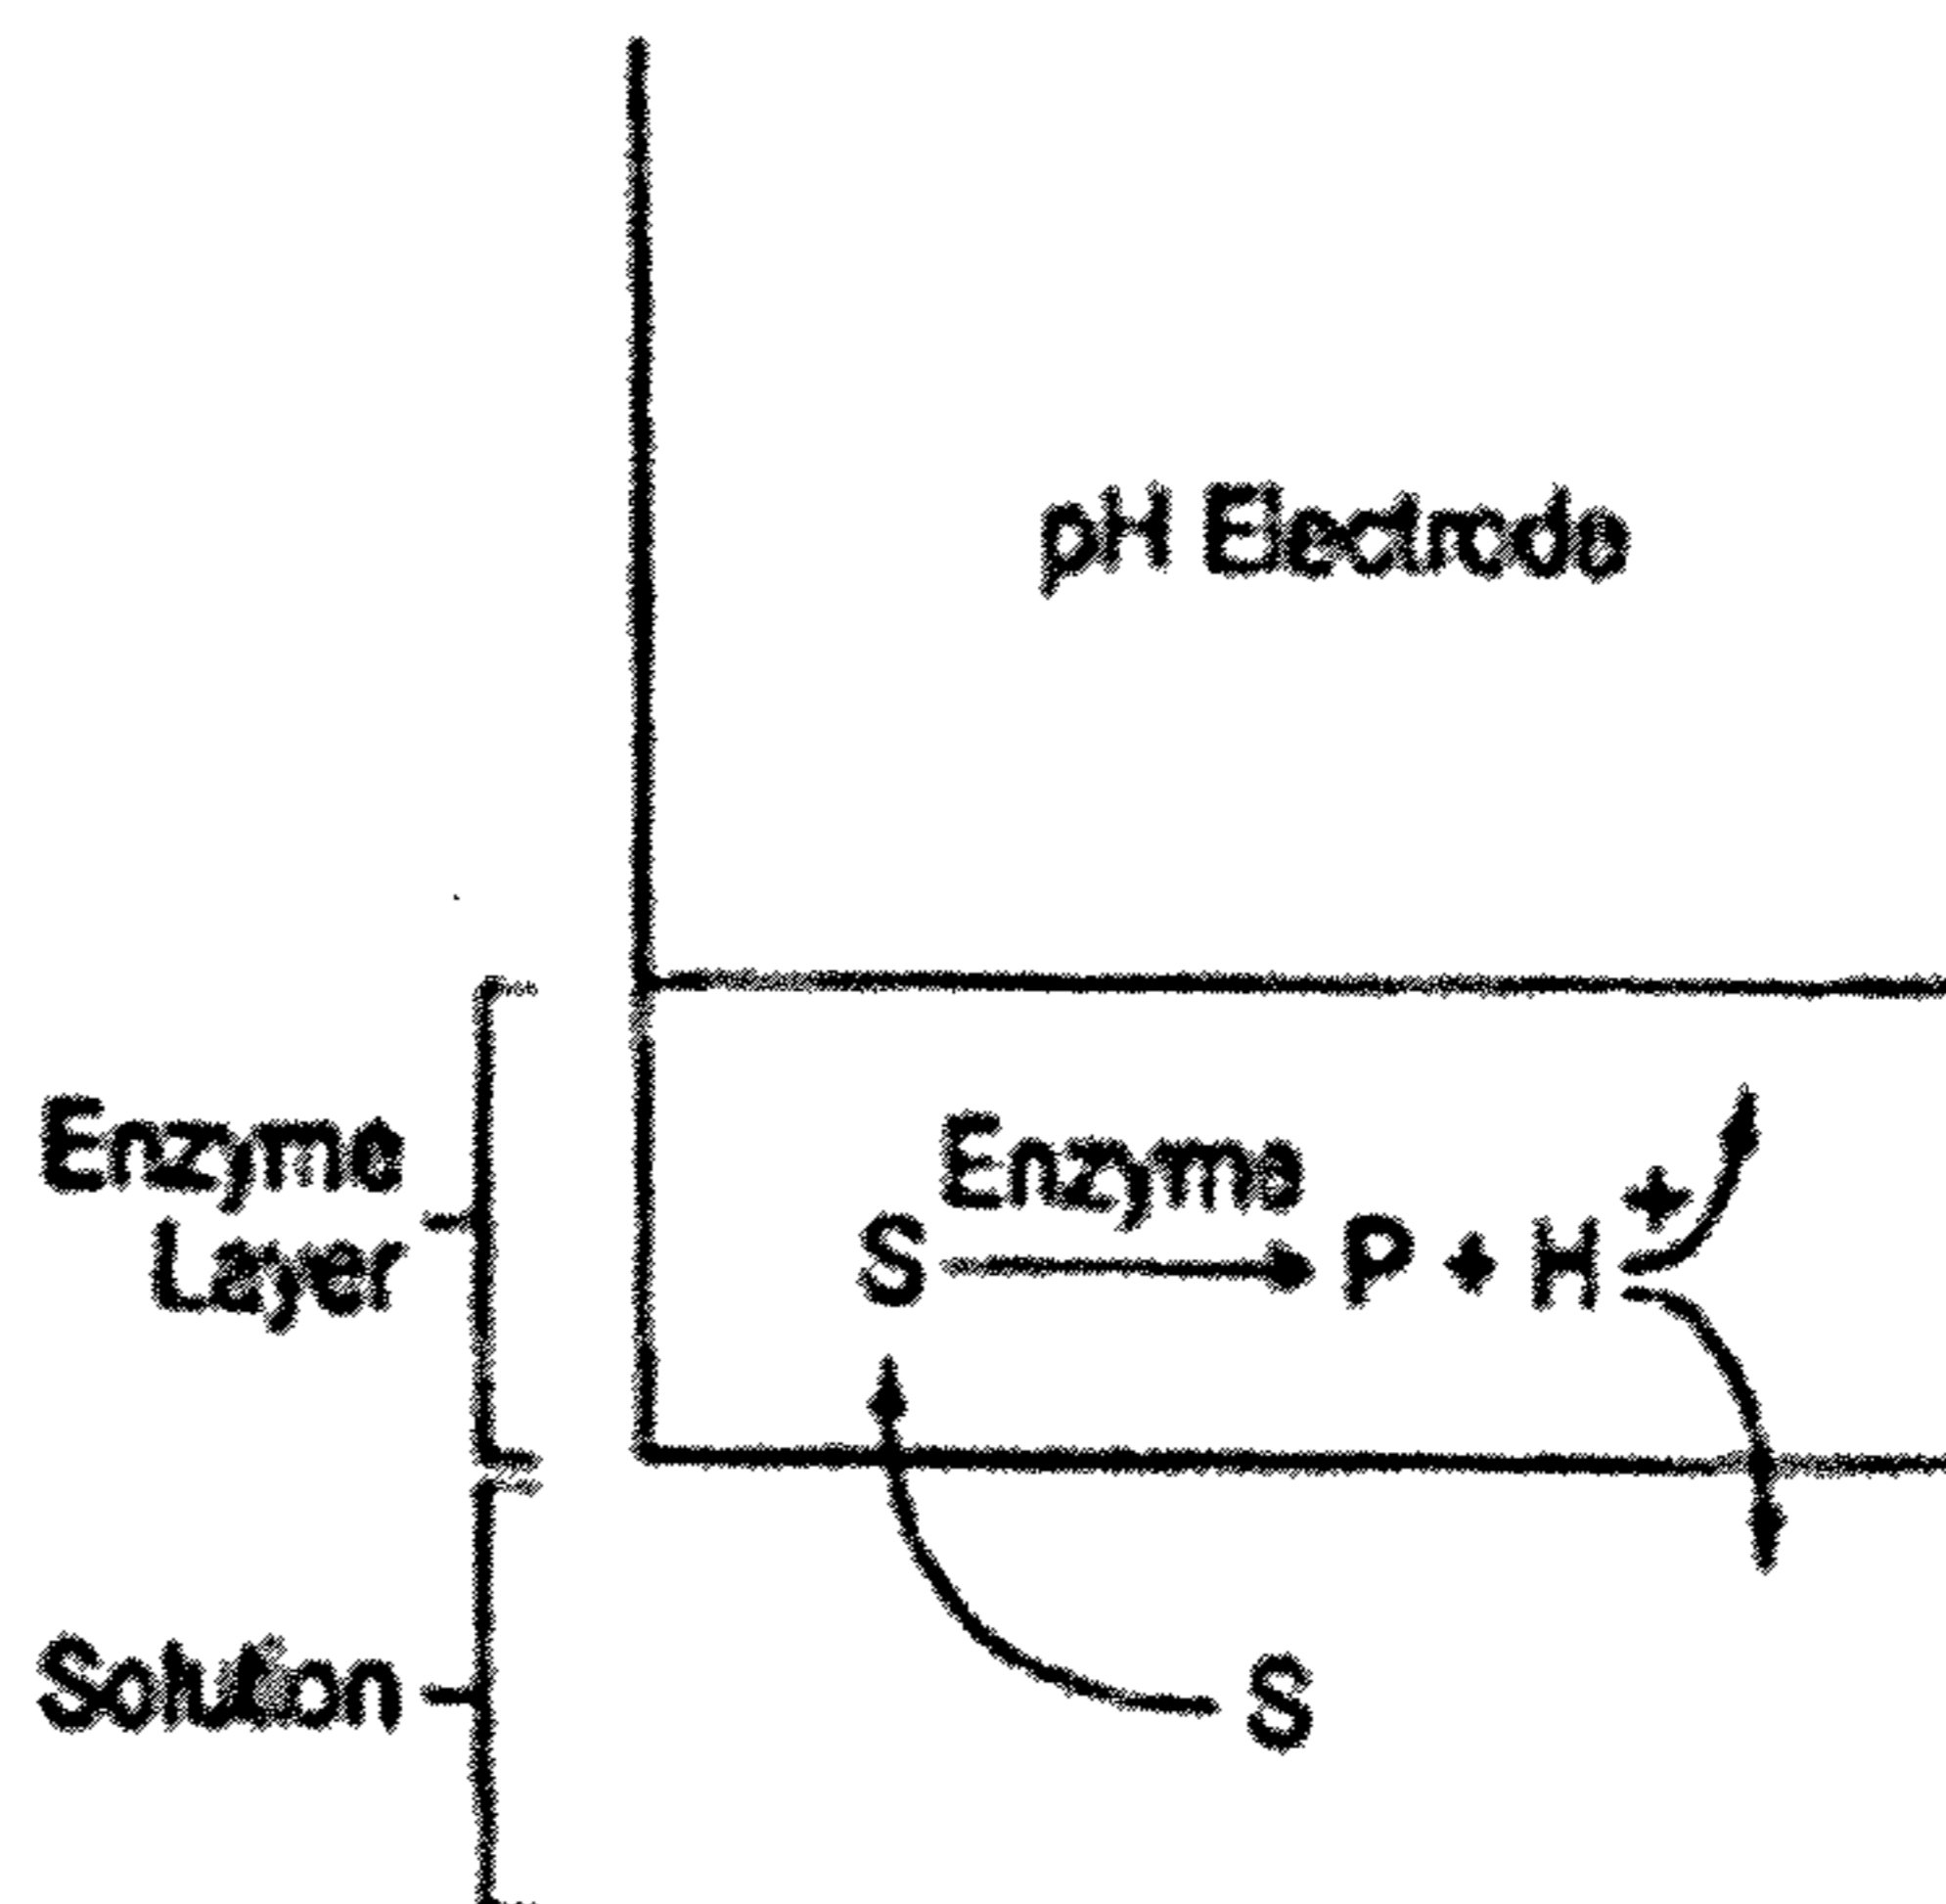 pH Electrode
Enzyme
Layer
Enzyme
S → P + H+
Solution
S